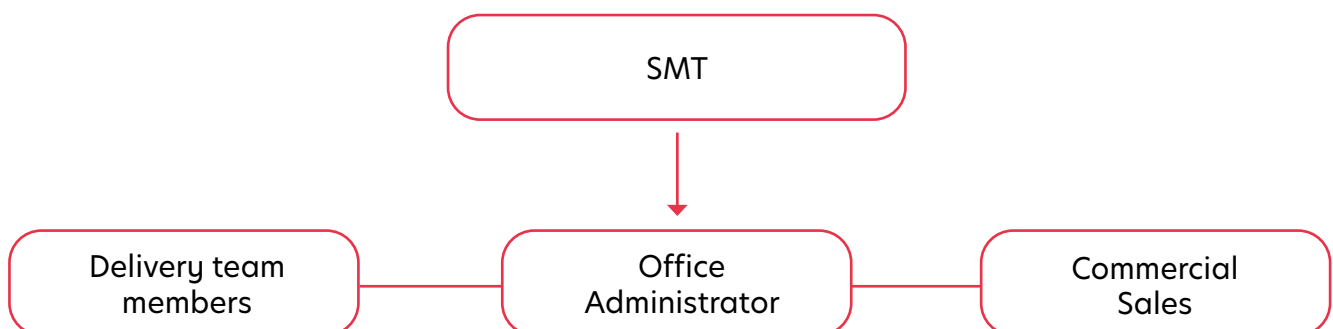 SMT
Delivery team
members
Office
Administrator
Commercial
Sales